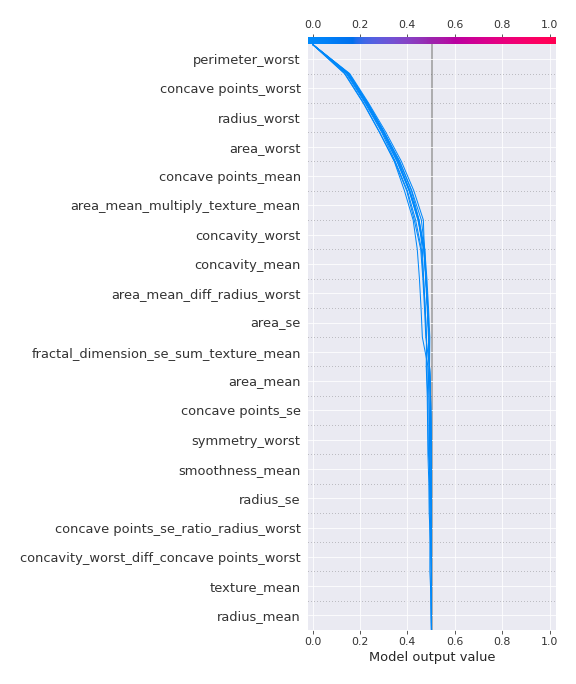 0.0 0.2 0.4 0.6 0.8 1.0
perimeter_worst
concave points_worst
radius_worst
area_worst
concave points_mean
area_mean_multiply_texture_mean
concavity_worst
concavity_mean
area_mean_diff_radius_worst
area_se
fractal_dimension_se_sum_texture_mean
area_mean
concave points_se
symmetry_worst
smoothness_mean
radius_se
concave points_se_ratio_radius_worst
concavity_worst_diff_concave points_worst
texture_mean
radius_mean
0.0 0.2 0.4 0.6 0.8 1.0
Model output value